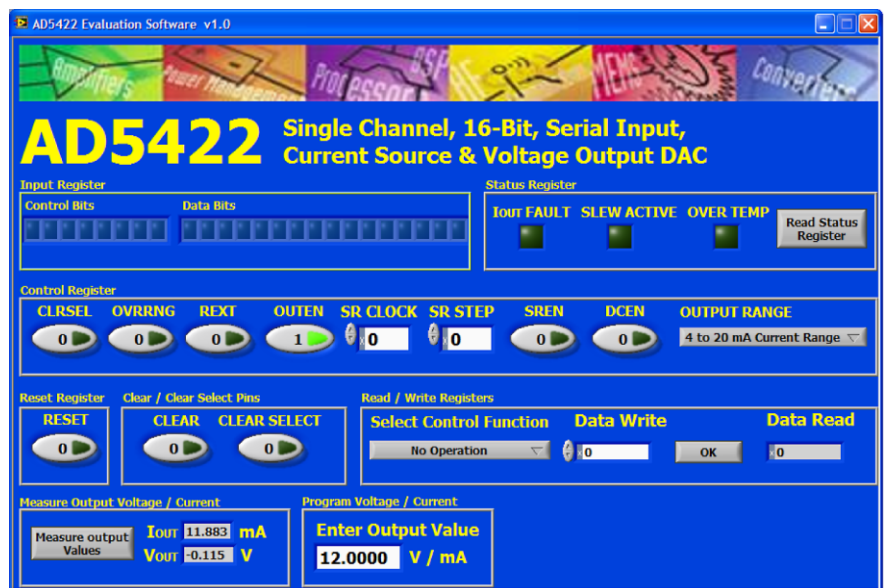 AD5422 Evaluation Software v1.0
Amplifiers Power Management Processors DSP MEMS Converters
AD5422
Single Channel, 16-Bit, Serial Input,
Current Source & Voltage Output DAC
Input Register
Control Bits Data Bits
Status Register
IOUT FAULT SLEW ACTIVE OVER TEMP
Read Status
Register
Control Register
CLRSEL OVRRNG REXT OUTEN SR CLOCK SR STEP SREN DCEN OUTPUT RANGE
0 0 0 1 x 0 x 0 0 0 4 to 20 mA Current Range
Reset Register
RESET
0
Clear / Clear Select Pins
CLEAR CLEAR SELECT
0 0
Read / Write Registers
Select Control Function Data Write Data Read
No Operation x 0 OK x 0
Measure Output Voltage / Current
Measure output
Values
IOUT 11.883 mA
VOUT -0.115 V
Program Voltage / Current
Enter Output Value
12.0000 V / mA